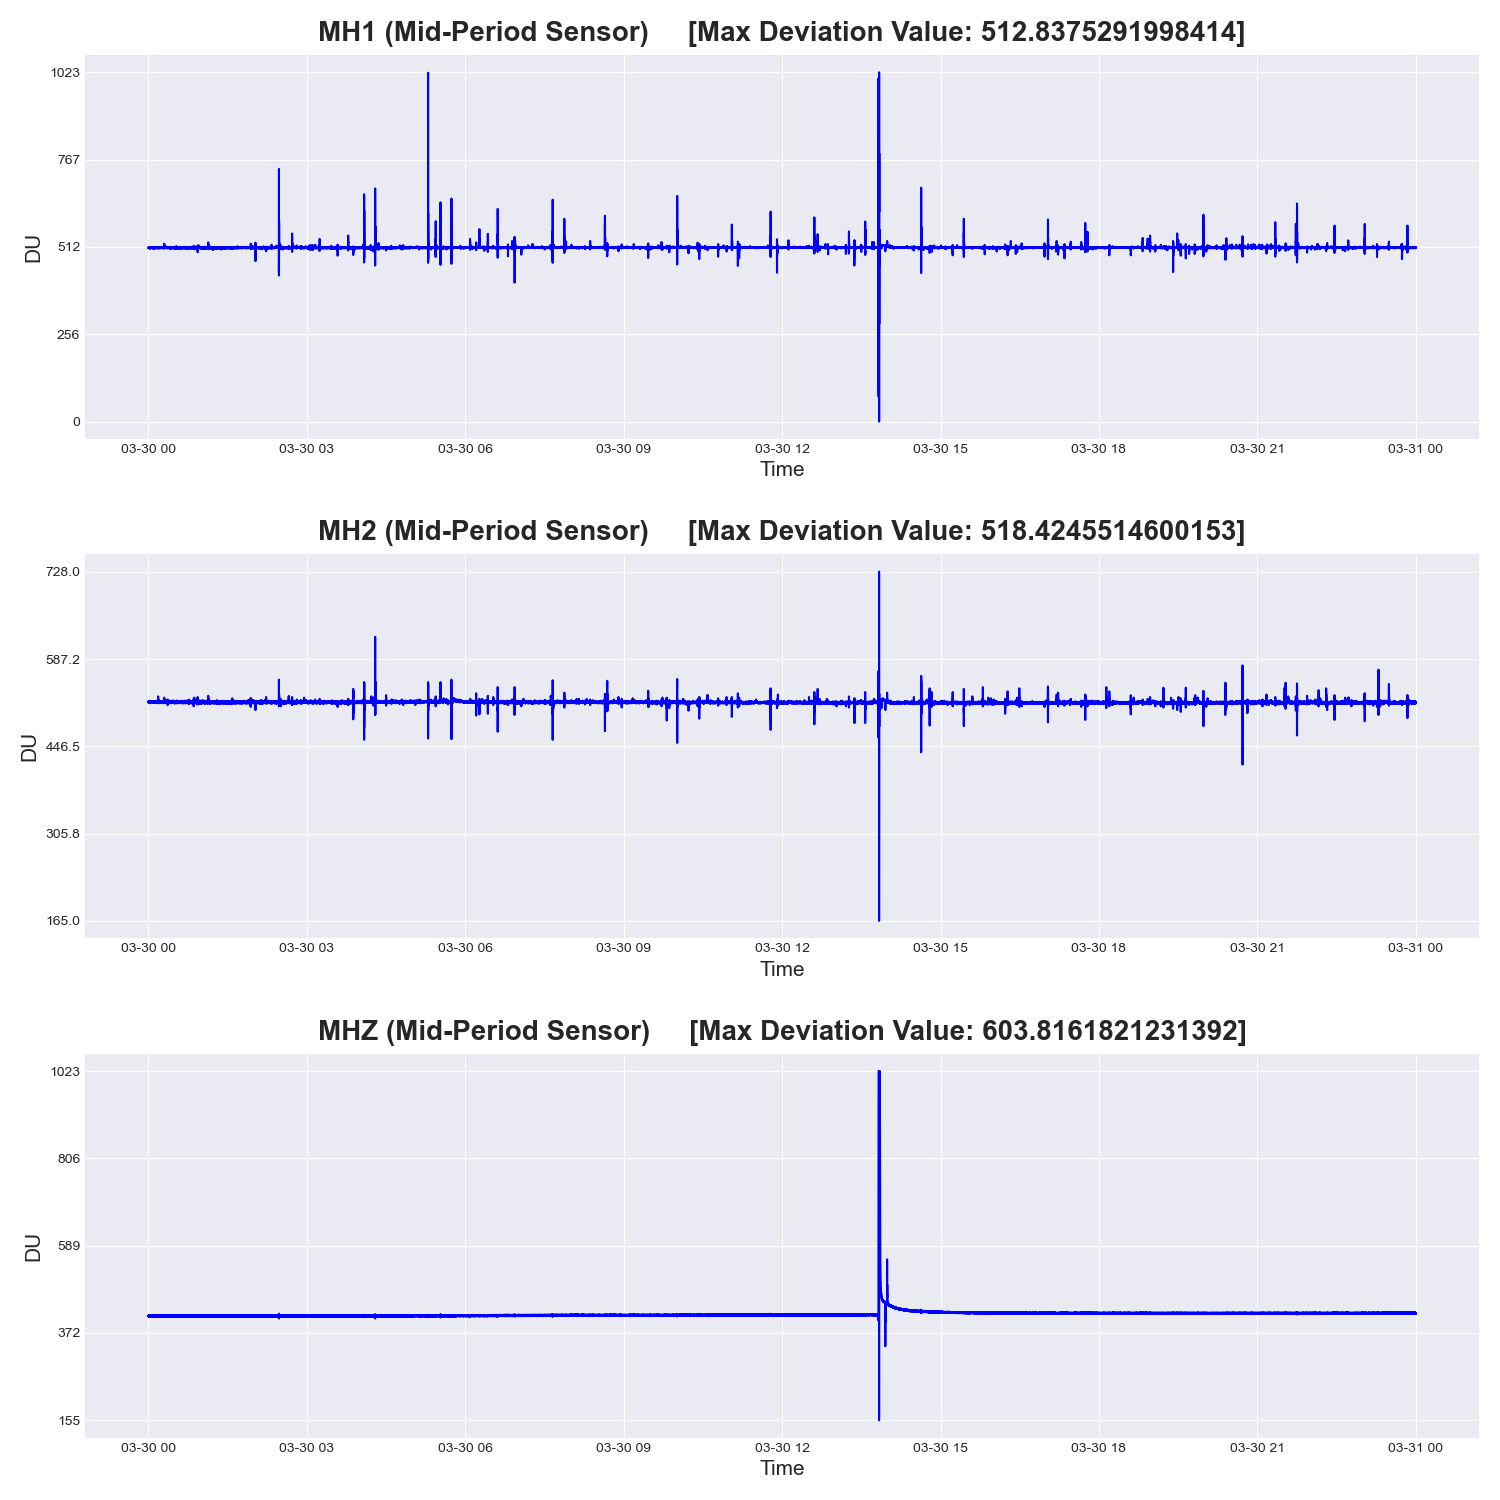 MH1 (Mid-Period Sensor)     [Max Deviation Value: 512.8375291998414]
1023
767
512
256
0
DU
03-30 00 03-30 03 03-30 06 03-30 09 03-30 12 03-30 15 03-30 18 03-30 21 03-31 00
Time
MH2 (Mid-Period Sensor)     [Max Deviation Value: 518.4245514600153]
728.0
587.2
446.5
305.8
165.0
DU
03-30 00 03-30 03 03-30 06 03-30 09 03-30 12 03-30 15 03-30 18 03-30 21 03-31 00
Time
MHZ (Mid-Period Sensor)     [Max Deviation Value: 603.8161821231392]
1023
806
589
372
155
DU
03-30 00 03-30 03 03-30 06 03-30 09 03-30 12 03-30 15 03-30 18 03-30 21 03-31 00
Time